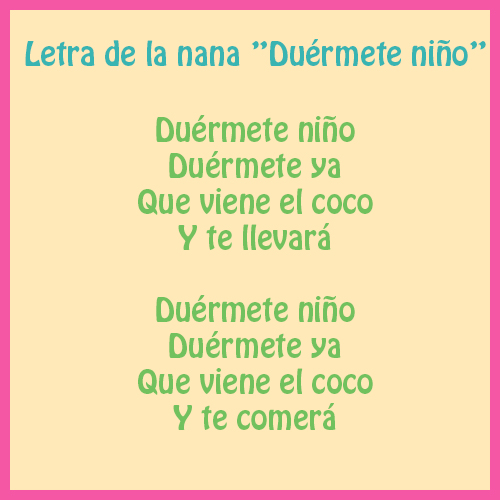 Letra de la nana "Duérmete niño"
Duérmete niño
Duérmete ya
Que viene el coco
Y te llevará
Duérmete niño
Duérmete ya
Que viene el coco
Y te comerá